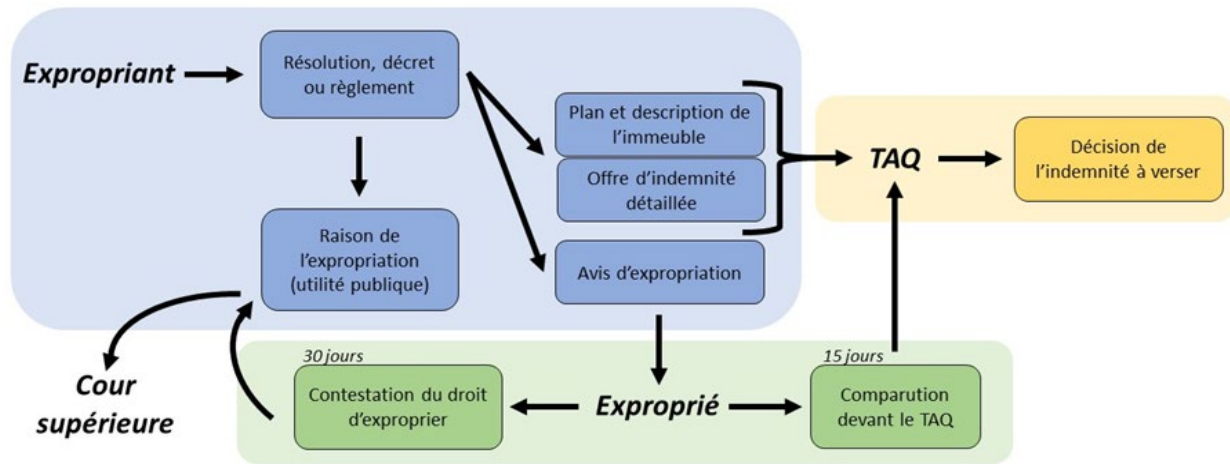 Expropriant
Résolution, décret
ou règlement
Plan et description de
l'immeuble
Offre d'indemnité
détaillée
TAQ
Décision de
l'indemnité à verser
Raison de
l'expropriation
(utilité publique)
Avis d'expropriation
Cour
supérieure
30 jours
Contestation du droit
d'exproprier
Exproprié
15 jours
Comparution
devant le TAQ